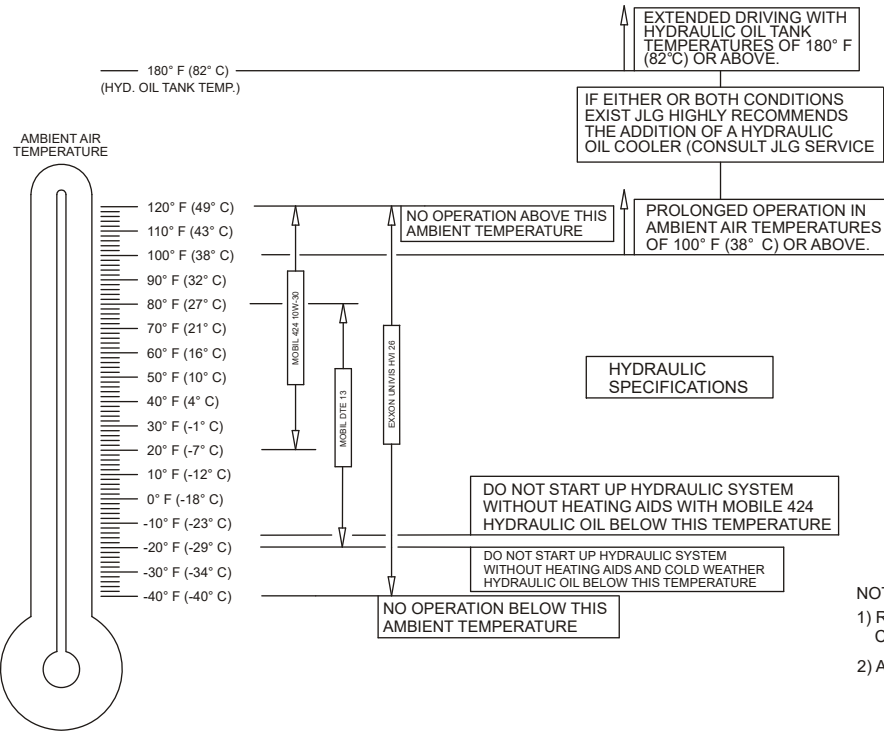 EXTENDED DRIVING WITH
HYDRAULIC OIL TANK
TEMPERATURES OF 180° F
(82°C) OR ABOVE.
180° F (82° C)
(HYD. OIL TANK TEMP.)
IF EITHER OR BOTH CONDITIONS
EXIST JLG HIGHLY RECOMMENDS
THE ADDITION OF A HYDRAULIC
OIL COOLER (CONSULT JLG SERVICE
AMBIENT AIR
TEMPERATURE
120° F (49° C)
110° F (43° C)
100° F (38° C)
90° F (32° C)
80° F (27° C)
70° F (21° C)
60° F (16° C)
50° F (10° C)
40° F (4° C)
30° F (-1° C)
20° F (-7° C)
10° F (-12° C)
0° F (-18° C)
-10° F (-23° C)
-20° F (-29° C)
-30° F (-34° C)
-40° F (-40° C)
MOBIL 424 10W-30
MOBIL DTE 13
EXXON UNIVIS HVI 26
NO OPERATION ABOVE THIS
AMBIENT TEMPERATURE
PROLONGED OPERATION IN
AMBIENT AIR TEMPERATURES
OF 100° F (38° C) OR ABOVE.
HYDRAULIC
SPECIFICATIONS
DO NOT START UP HYDRAULIC SYSTEM
WITHOUT HEATING AIDS WITH MOBILE 424
HYDRAULIC OIL BELOW THIS TEMPERATURE
DO NOT START UP HYDRAULIC SYSTEM
WITHOUT HEATING AIDS AND COLD WEATHER
HYDRAULIC OIL BELOW THIS TEMPERATURE
NO OPERATION BELOW THIS
AMBIENT TEMPERATURE
NOT
1) R
C
2) A